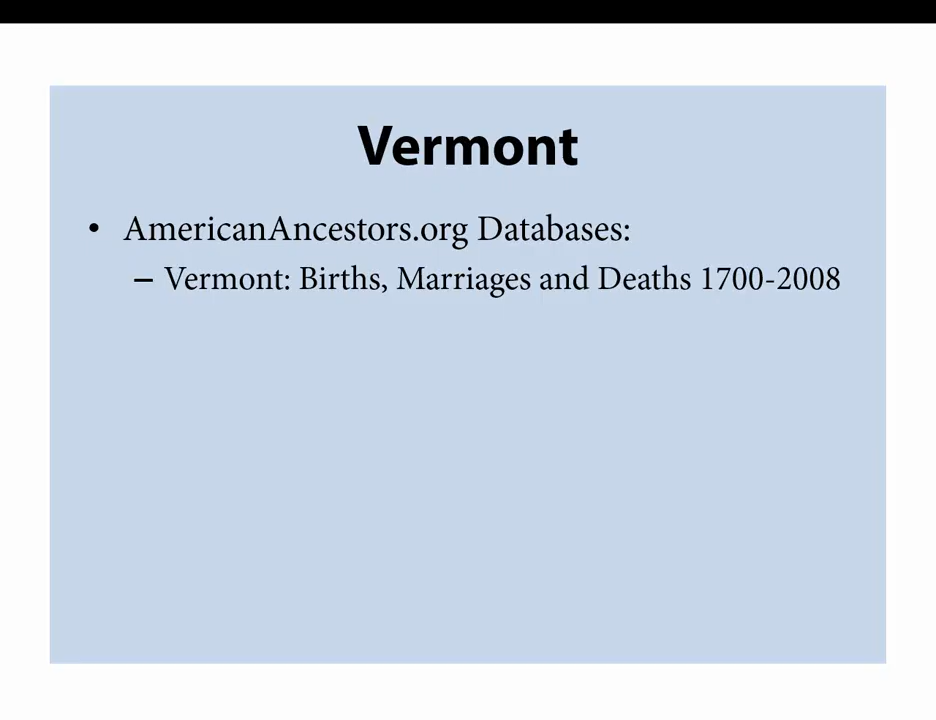 Vermont
• AmericanAncestors.org Databases:
– Vermont: Births, Marriages and Deaths 1700-2008